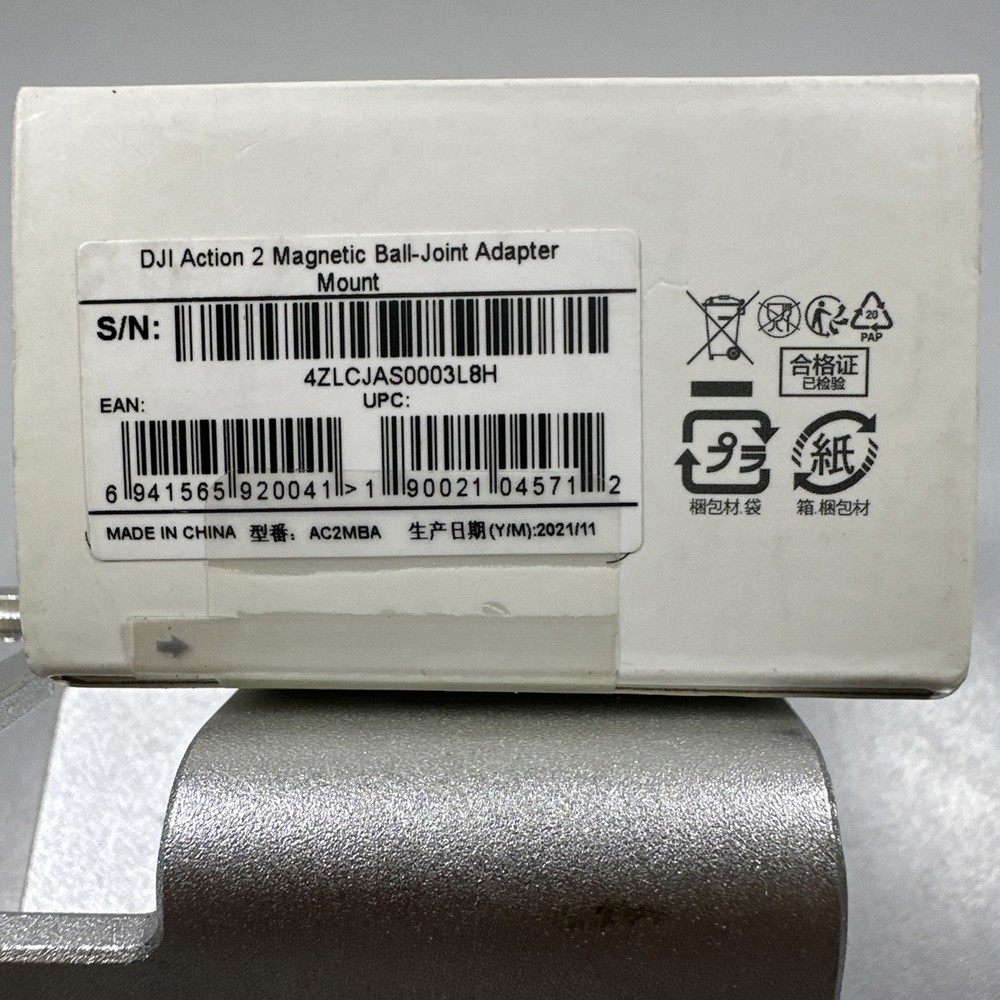 DJI Action 2 Magnetic Ball-Joint Adapter
Mount
S/N:
4ZLCJAS0003L8H
EAN:
UPC:
6 941565 920041 >
1 90021 04571 2
MADE IN CHINA 型番: AC2MBA 生产日期(Y/M):2021/11
20
PAP
合格证
已检验
プラ
紙
梱包材.袋
箱.梱包材